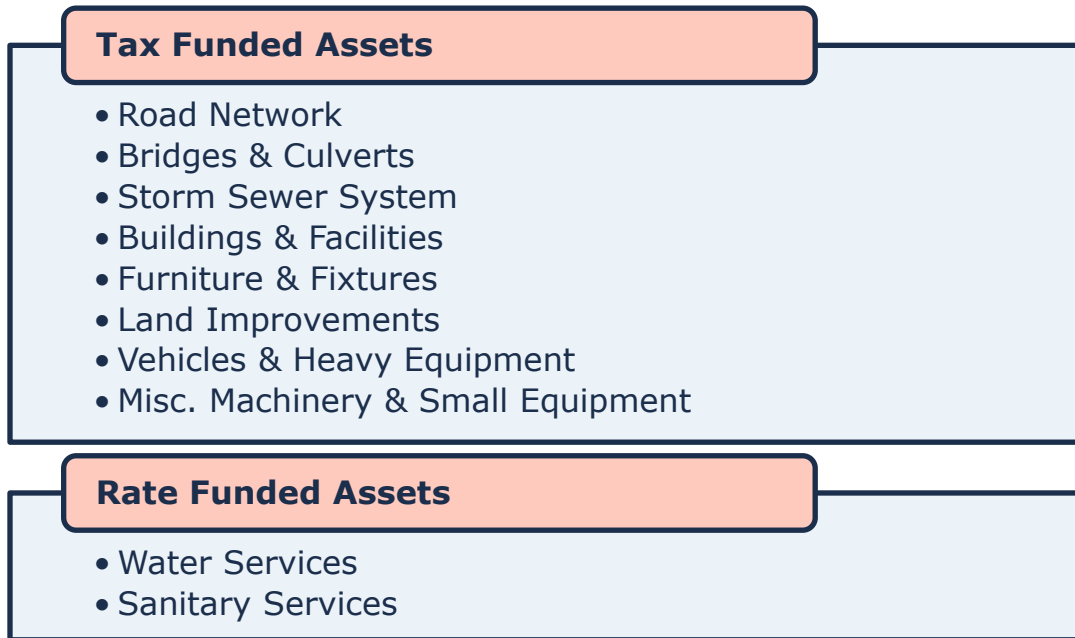 Tax Funded Assets
• Road Network
• Bridges & Culverts
• Storm Sewer System
• Buildings & Facilities
• Furniture & Fixtures
• Land Improvements
• Vehicles & Heavy Equipment
• Misc. Machinery & Small Equipment
Rate Funded Assets
• Water Services
• Sanitary Services